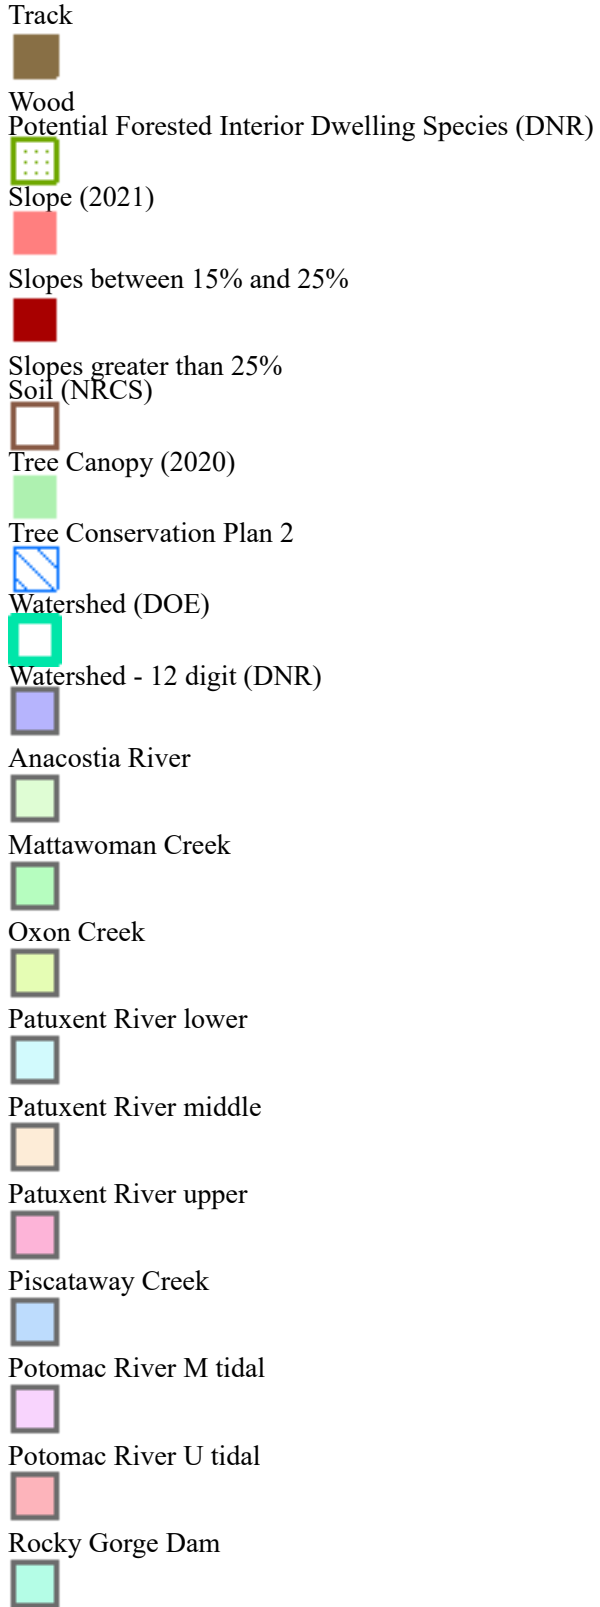 Track
Wood
Potential Forested Interior Dwelling Species (DNR)
Slope (2021)
Slopes between 15% and 25%
Slopes greater than 25%
Soil (NRCS)
Tree Canopy (2020)
Tree Conservation Plan 2
Watershed (DOE)
Watershed - 12 digit (DNR)
Anacostia River
Mattawoman Creek
Oxon Creek
Patuxent River lower
Patuxent River middle
Patuxent River upper
Piscataway Creek
Potomac River M tidal
Potomac River U tidal
Rocky Gorge Dam